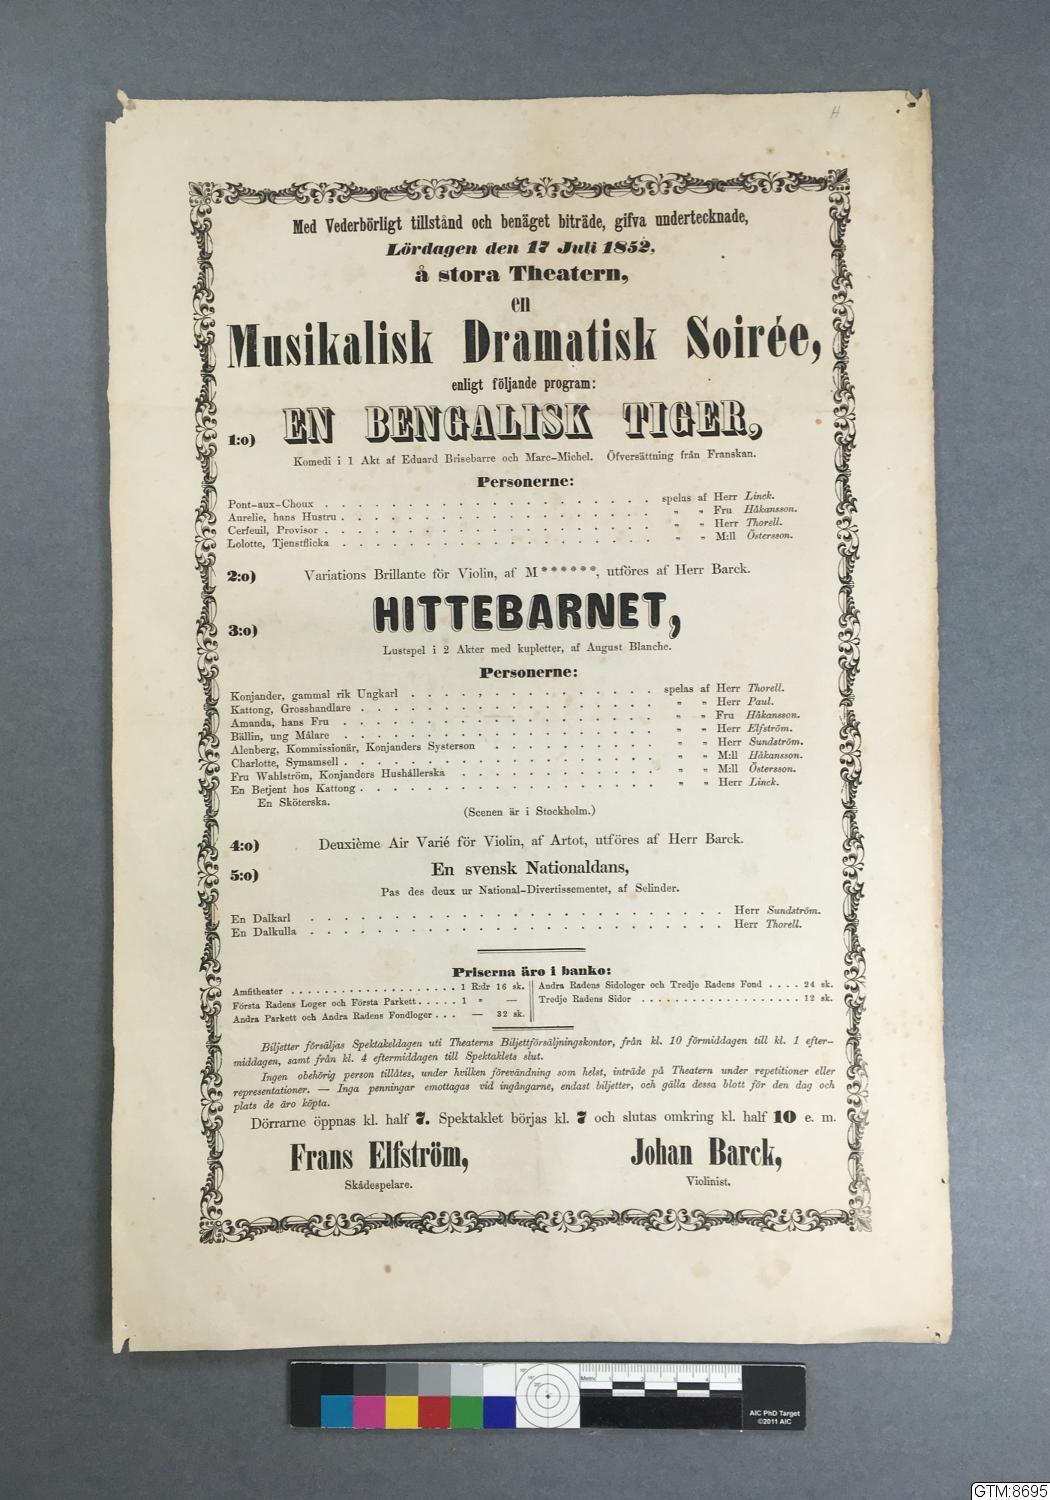 H
Med Vederbörligt tillstånd och benäget biträde, gifva undertecknade,
Lördagen den 17 Juli 1852,
å stora Theatern,
en
Musikalisk Dramatisk Soirée,
enligt följande program:
1:o) EN BENGALISK TIGER,
Komedi i 1 Akt af Eduard Brisebarre och Marc-Michel. Öfversättning från Franskan.
Personerne:
Pont-aux-Choux . . . . . . . . . . . . . . . . . . . spelas af Herr Linck.
Aurelie, hans Hustru . . . . . . . . . . . . . . . . . . „ „ Fru Håkansson.
Cerfeuil, Provisor . . . . . . . . . . . . . . . . . . . „ „ Herr Thorell.
Lolotte, Tjenstflicka . . . . . . . . . . . . . . . . . . „ „ M:ll Östersson.
2:o) Variations Brillante för Violin, af M******, utföres af Herr Barck.
3:o) HITTEBARNET,
Lustspel i 2 Akter med kupletter, af August Blanche.
Personerne:
Konjander, gammal rik Ungkarl . . . . . . . . . . . . . . spelas af Herr Thorell.
Kattong, Grosshandlare . . . . . . . . . . . . . . . . . „ „ Herr Paul.
Amanda, hans Fru . . . . . . . . . . . . . . . . . . „ „ Fru Håkansson.
Bällin, ung Målare . . . . . . . . . . . . . . . . . . „ „ Herr Elfström.
Alenberg, Kommissionär, Konjanders Systerson . . . . . . . . . „ „ Herr Sundström.
Charlotte, Symamsell . . . . . . . . . . . . . . . . . . „ „ M:ll Håkansson.
Fru Wahlström, Konjanders Hushållerska . . . . . . . . . . . „ „ M:ll Östersson.
En Betjent hos Kattong . . . . . . . . . . . . . . . . . „ „ Herr Linck.
En Sköterska.
(Scenen är i Stockholm.)
4:o) Deuxième Air Varié för Violin, af Artot, utföres af Herr Barck.
5:o) En svensk Nationaldans,
Pas des deux ur National-Divertissementet, af Selinder.
En Dalkarl . . . . . . . . . . . . . . . . . . . . . . . . Herr Sundström.
En Dalkulla . . . . . . . . . . . . . . . . . . . . . . . . Herr Thorell.
Priserna äro i banko:
Amfitheater . . . . . . . . . . . . . . . . . . 1 R:dr 16 sk.
Första Radens Loger och Första Parkett . . . . . 1 „ —
Andra Parkett och Andra Radens Fondloger . . . — 32 sk.
Andra Radens Sidologer och Tredje Radens Fond . . . . 24 sk.
Tredje Radens Sidor . . . . . . . . . . . . . . . . . . . 12 sk.
Biljetter försäljas Spektakeldagen uti Theaterns Biljettförsäljningskontor, från kl. 10 förmiddagen till kl. 1 efter-
middagen, samt från kl. 4 eftermiddagen till Spektaklets slut.
Ingen obehörig person tillåtes, under hvilken förevändning som helst, inträde på Theatern under repetitioner eller
representationer. — Inga penningar emottagas vid ingångarne, endast biljetter, och gälla dessa blott för den dag och
plats de äro köpta.
Dörrarne öppnas kl. half 7. Spektaklet börjas kl. 7 och slutas omkring kl. half 10 e. m.
Frans Elfström,
Skådespelare.
Johan Barck,
Violinist.
Metric 1 2 3 4 5
AIC PhD Target
©2011 AIC
GTM:8695